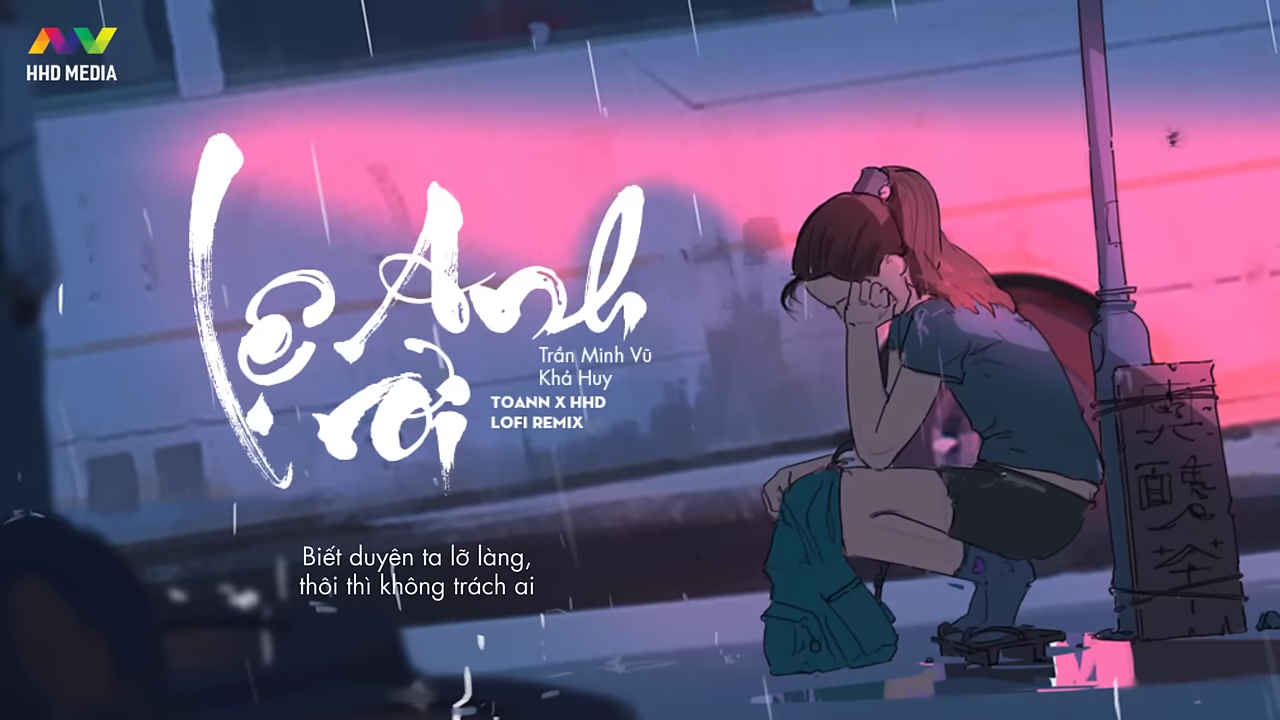 HHD MEDIA
Lệ Anh
rơi
Trần Minh Vũ
Khả Huy
TOANN X HHD
LOFI REMIX
Biết duyên ta lỡ làng,
thôi thì không trách ai